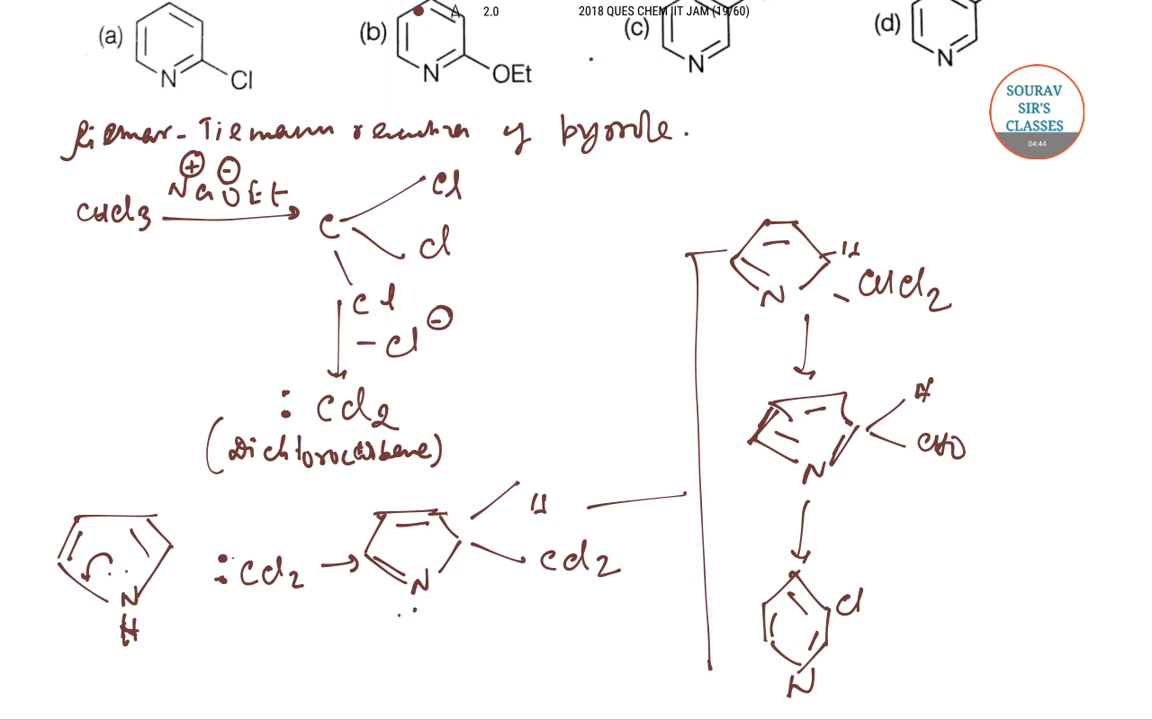 2.0 2018 QUES CHEM IIT JAM (19/60)
(a) N Cl (b) N OEt (c) N (d) N
SOURAV
SIR'S
CLASSES
04:44
Riemer-Tiemann reaction of pyrrole.
CHCl3 ⊕ ⊖ NaOEt C Cl
Cl
Cl
-Cl⊖
: CCl2
(Dichlorocarbene)
N H :CCl2 N H CCl2
N H CHCl2
N H CHO
N Cl